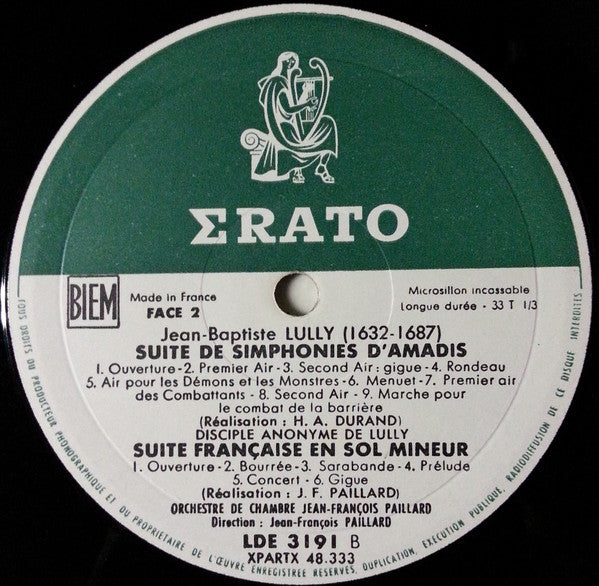 ΣRATO
BIEM
Made in France
FACE 2
Microsillon incassable
Longue durée - 33 T 1/3
Jean-Baptiste LULLY (1632-1687)
SUITE DE SIMPHONIES D'AMADIS
1. Ouverture-2. Premier Air-3. Second Air: gigue-4. Rondeau
5. Air pour les Démons et les Monstres-6. Menuet-7. Premier air
des Combattants - 8. Second Air - 9. Marche pour
le combat de la barrière
(Réalisation : H. A. DURAND)
DISCIPLE ANONYME DE LULLY
SUITE FRANÇAISE EN SOL MINEUR
1. Ouverture-2. Bourrée-3. Sarabande-4. Prélude
5. Concert - 6. Gigue
(Réalisation : J. F. PAILLARD)
ORCHESTRE DE CHAMBRE JEAN-FRANÇOIS PAILLARD
Direction : Jean-François PAILLARD
LDE 3191 B
XPARTX 48.333
TOUS DROITS DU PRODUCTEUR PHONOGRAPHIQUE ET DU PROPRIETAIRE DE L'ŒUVRE ENREGISTREE RESERVES, DUPLICATION, EXECUTION PUBLIQUE, RADIODIFFUSION DE CE DISQUE INTERDITES